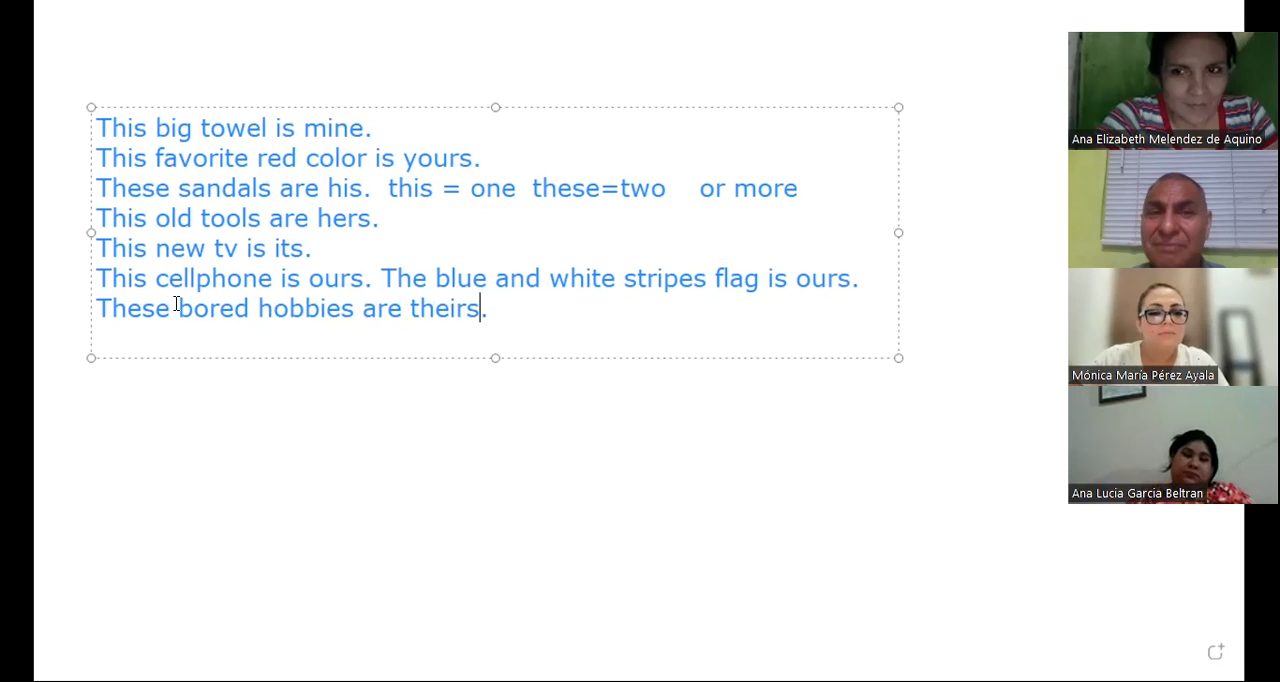 This big towel is mine.
This favorite red color is yours.
These sandals are his.  this = one  these=two    or more
This old tools are hers.
This new tv is its.
This cellphone is ours. The blue and white stripes flag is ours.
These bored hobbies are theirs.
Ana Elizabeth Melendez de Aquino
Mónica María Pérez Ayala
Ana Lucia Garcia Beltran